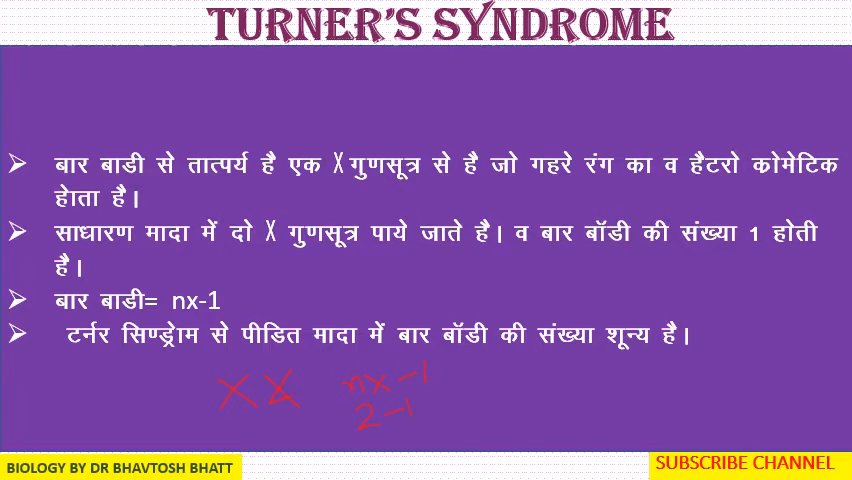 TURNER'S SYNDROME
➢ बार बाडी से तात्पर्य है एक X गुणसूत्र से है जो गहरे रंग का व हैटरो क्रोमेटिक
हेाता है।
➢ साधारण मादा में दो X गुणसूत्र पाये जाते है। व बार बॉडी की संख्या 1 होती
है।
➢ बार बाडी= nx-1
➢ टर्नर सिण्ड्रेाम से पीडित मादा में बार बॉडी की संख्या शून्य है।
X X nx-1
2-1
BIOLOGY BY DR BHAVTOSH BHATT
SUBSCRIBE CHANNEL